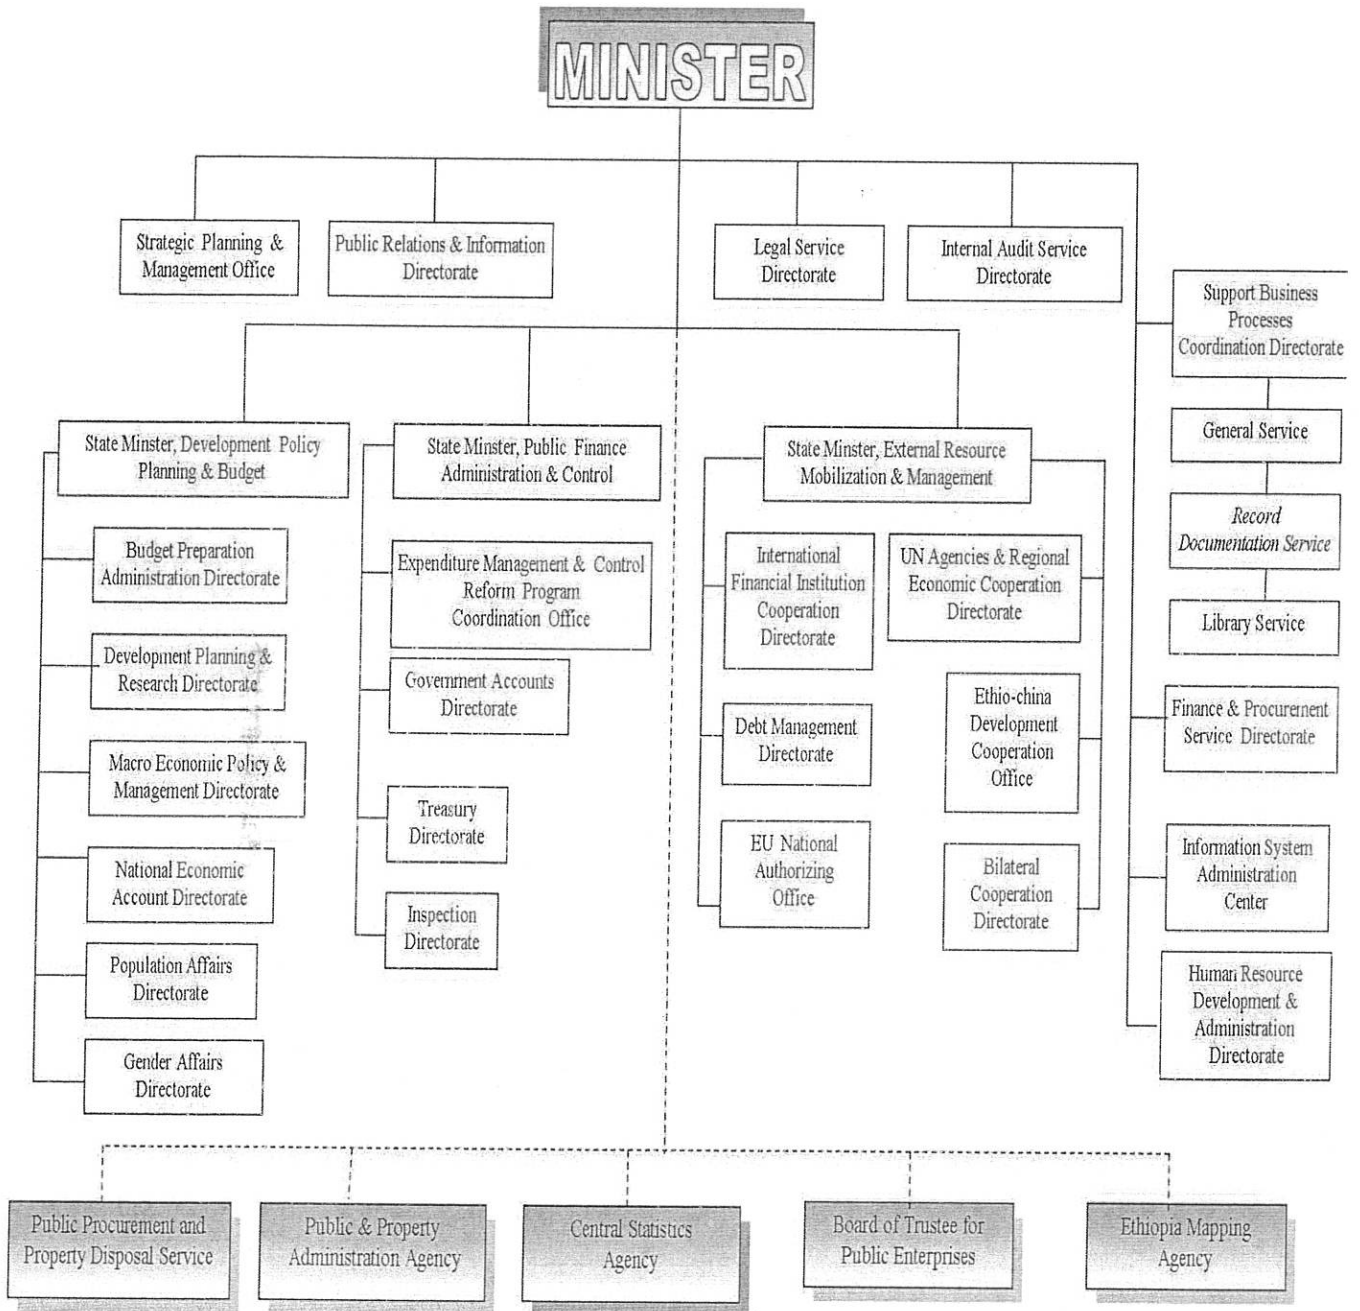 MINISTER
Strategic Planning &
Management Office
Public Relations & Information
Directorate
Legal Service
Directorate
Internal Audit Service
Directorate
Support Business
Processes
Coordination Directorate
General Service
Record
Documentation Service
Library Service
Finance & Procurement
Service Directorate
Information System
Administration
Center
Human Resource
Development &
Administration
Directorate
State Minster, Development Policy
Planning & Budget
Budget Preparation
Administration Directorate
Development Planning &
Research Directorate
Macro Economic Policy &
Management Directorate
National Economic
Account Directorate
Population Affairs
Directorate
Gender Affairs
Directorate
State Minster, Public Finance
Administration & Control
Expenditure Management & Control
Reform Program
Coordination Office
Government Accounts
Directorate
Treasury
Directorate
Inspection
Directorate
State Minster, External Resource
Mobilization & Management
International
Financial Institution
Cooperation
Directorate
Debt Management
Directorate
EU National
Authorizing
Office
UN Agencies & Regional
Economic Cooperation
Directorate
Ethio-china
Development
Cooperation
Office
Bilateral
Cooperation
Directorate
Public Procurement and
Property Disposal Service
Public & Property
Administration Agency
Central Statistics
Agency
Board of Trustee for
Public Enterprises
Ethiopia Mapping
Agency